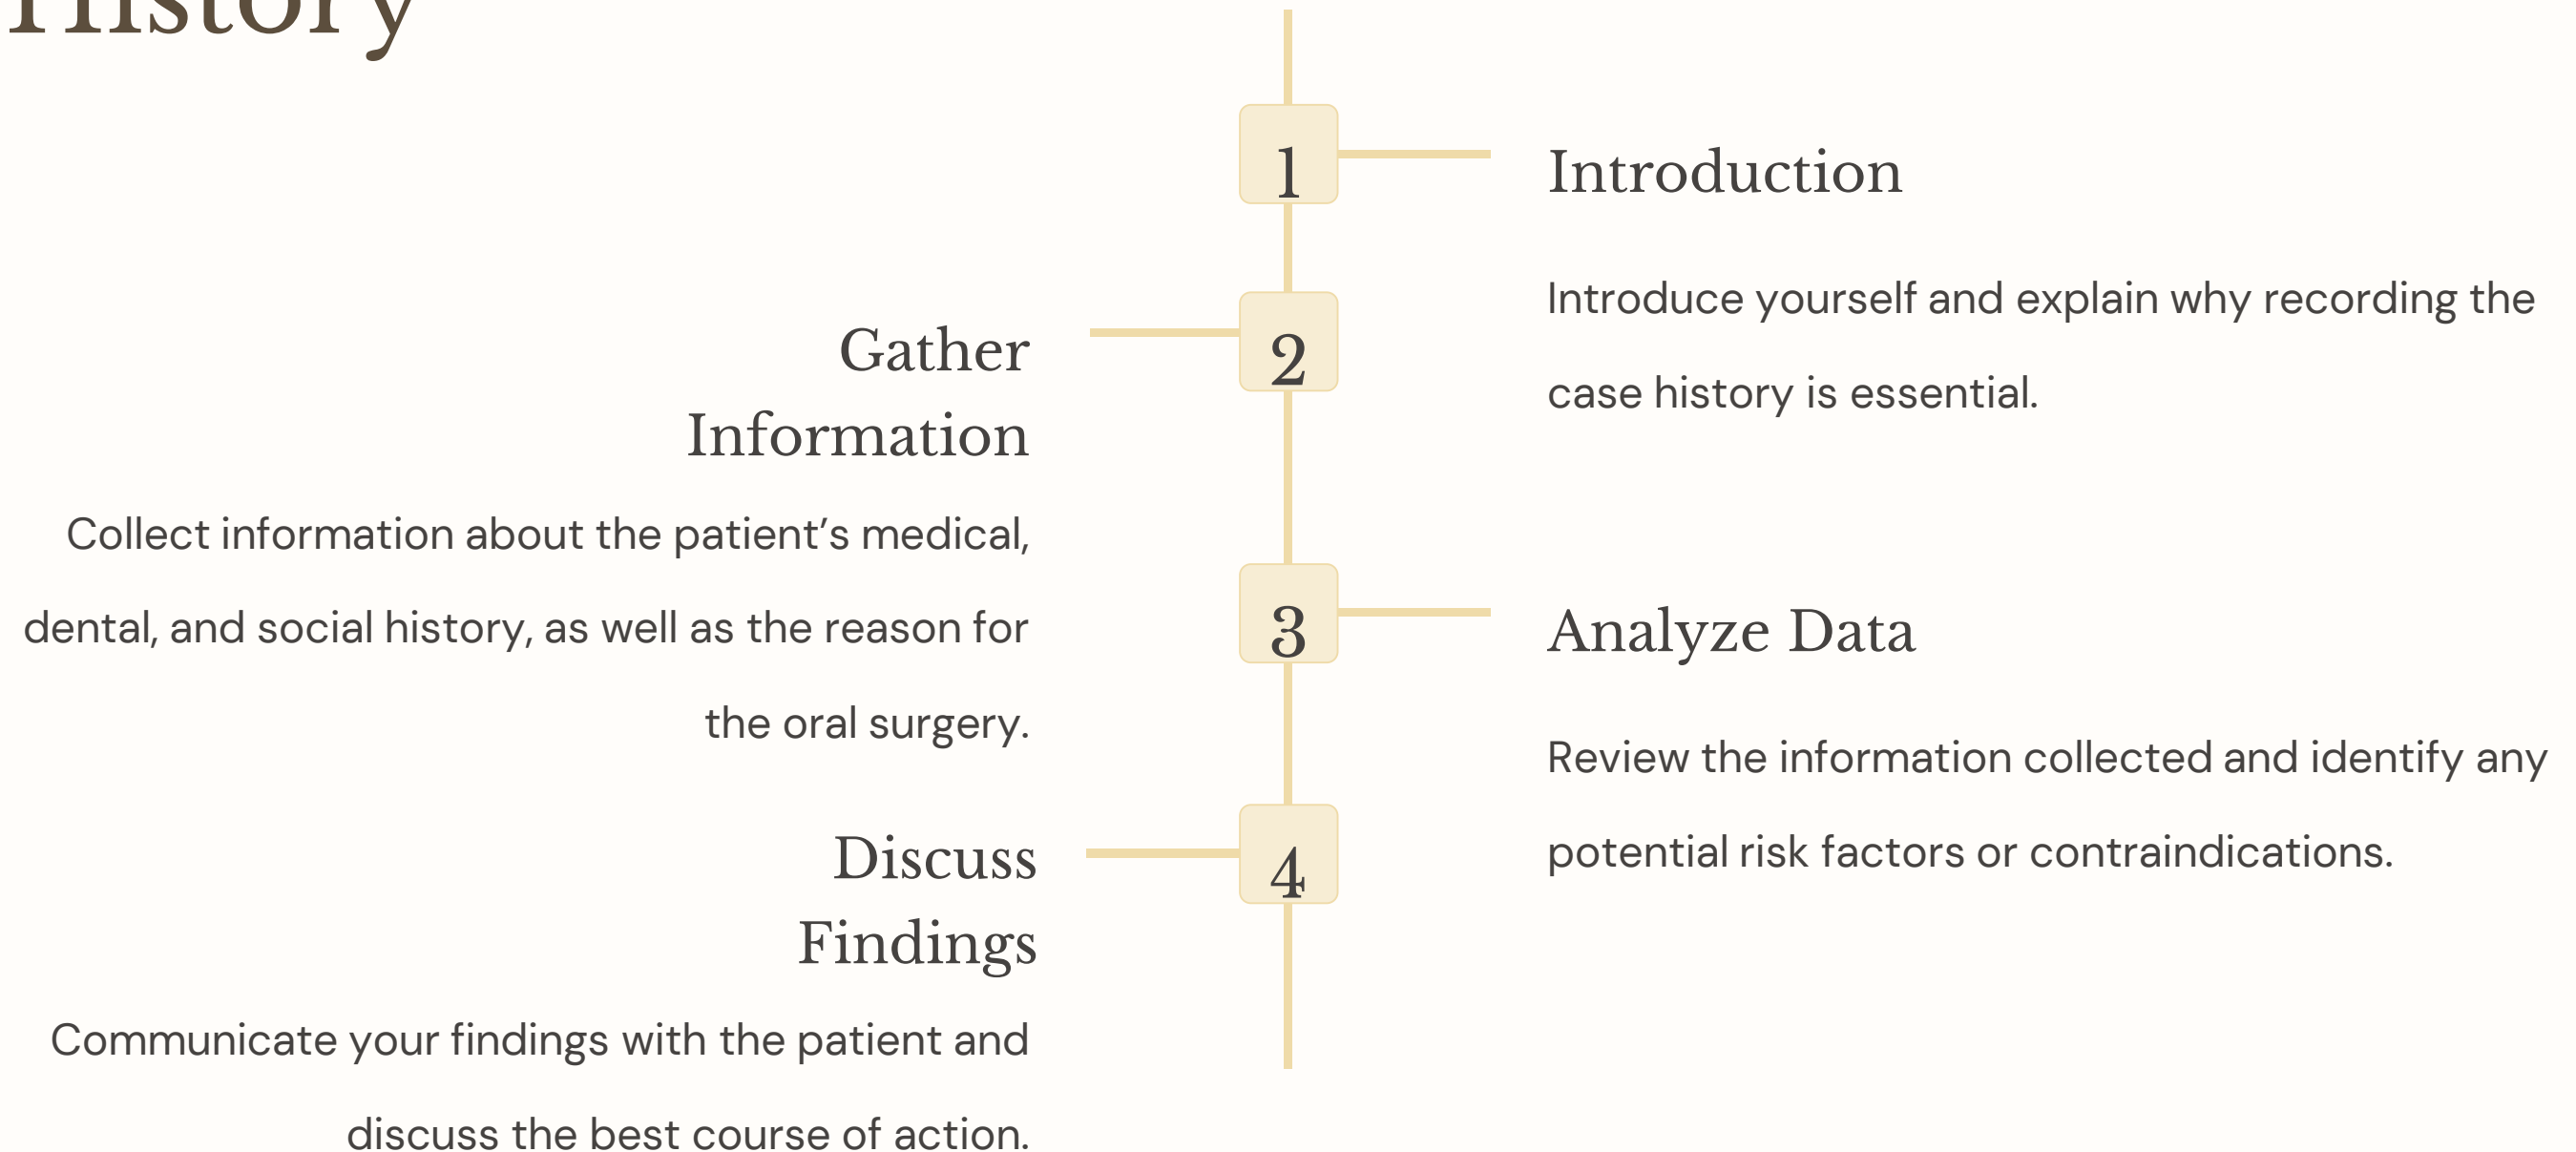 History
1
Introduction
Introduce yourself and explain why recording the
case history is essential.
2
Gather
Information
Collect information about the patient’s medical,
dental, and social history, as well as the reason for
the oral surgery.
3
Analyze Data
Review the information collected and identify any
potential risk factors or contraindications.
4
Discuss
Findings
Communicate your findings with the patient and
discuss the best course of action.